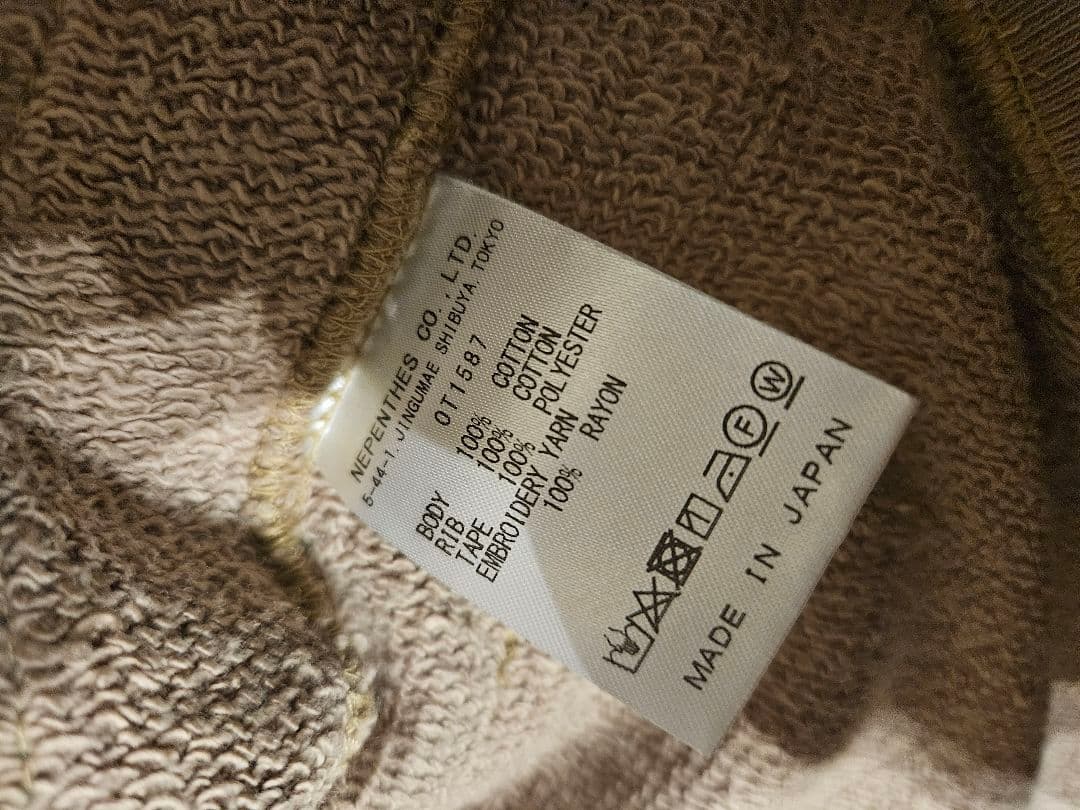 NEPENTHES CO., LTD.
5-44-1. JINGUMAE SHIBUYA. TOKYO
OT1587
BODY 100% COTTON
RIB 100% COTTON
TAPE 100% POLYESTER
EMBROIDERY YARN
100% RAYON
F W
MADE IN JAPAN